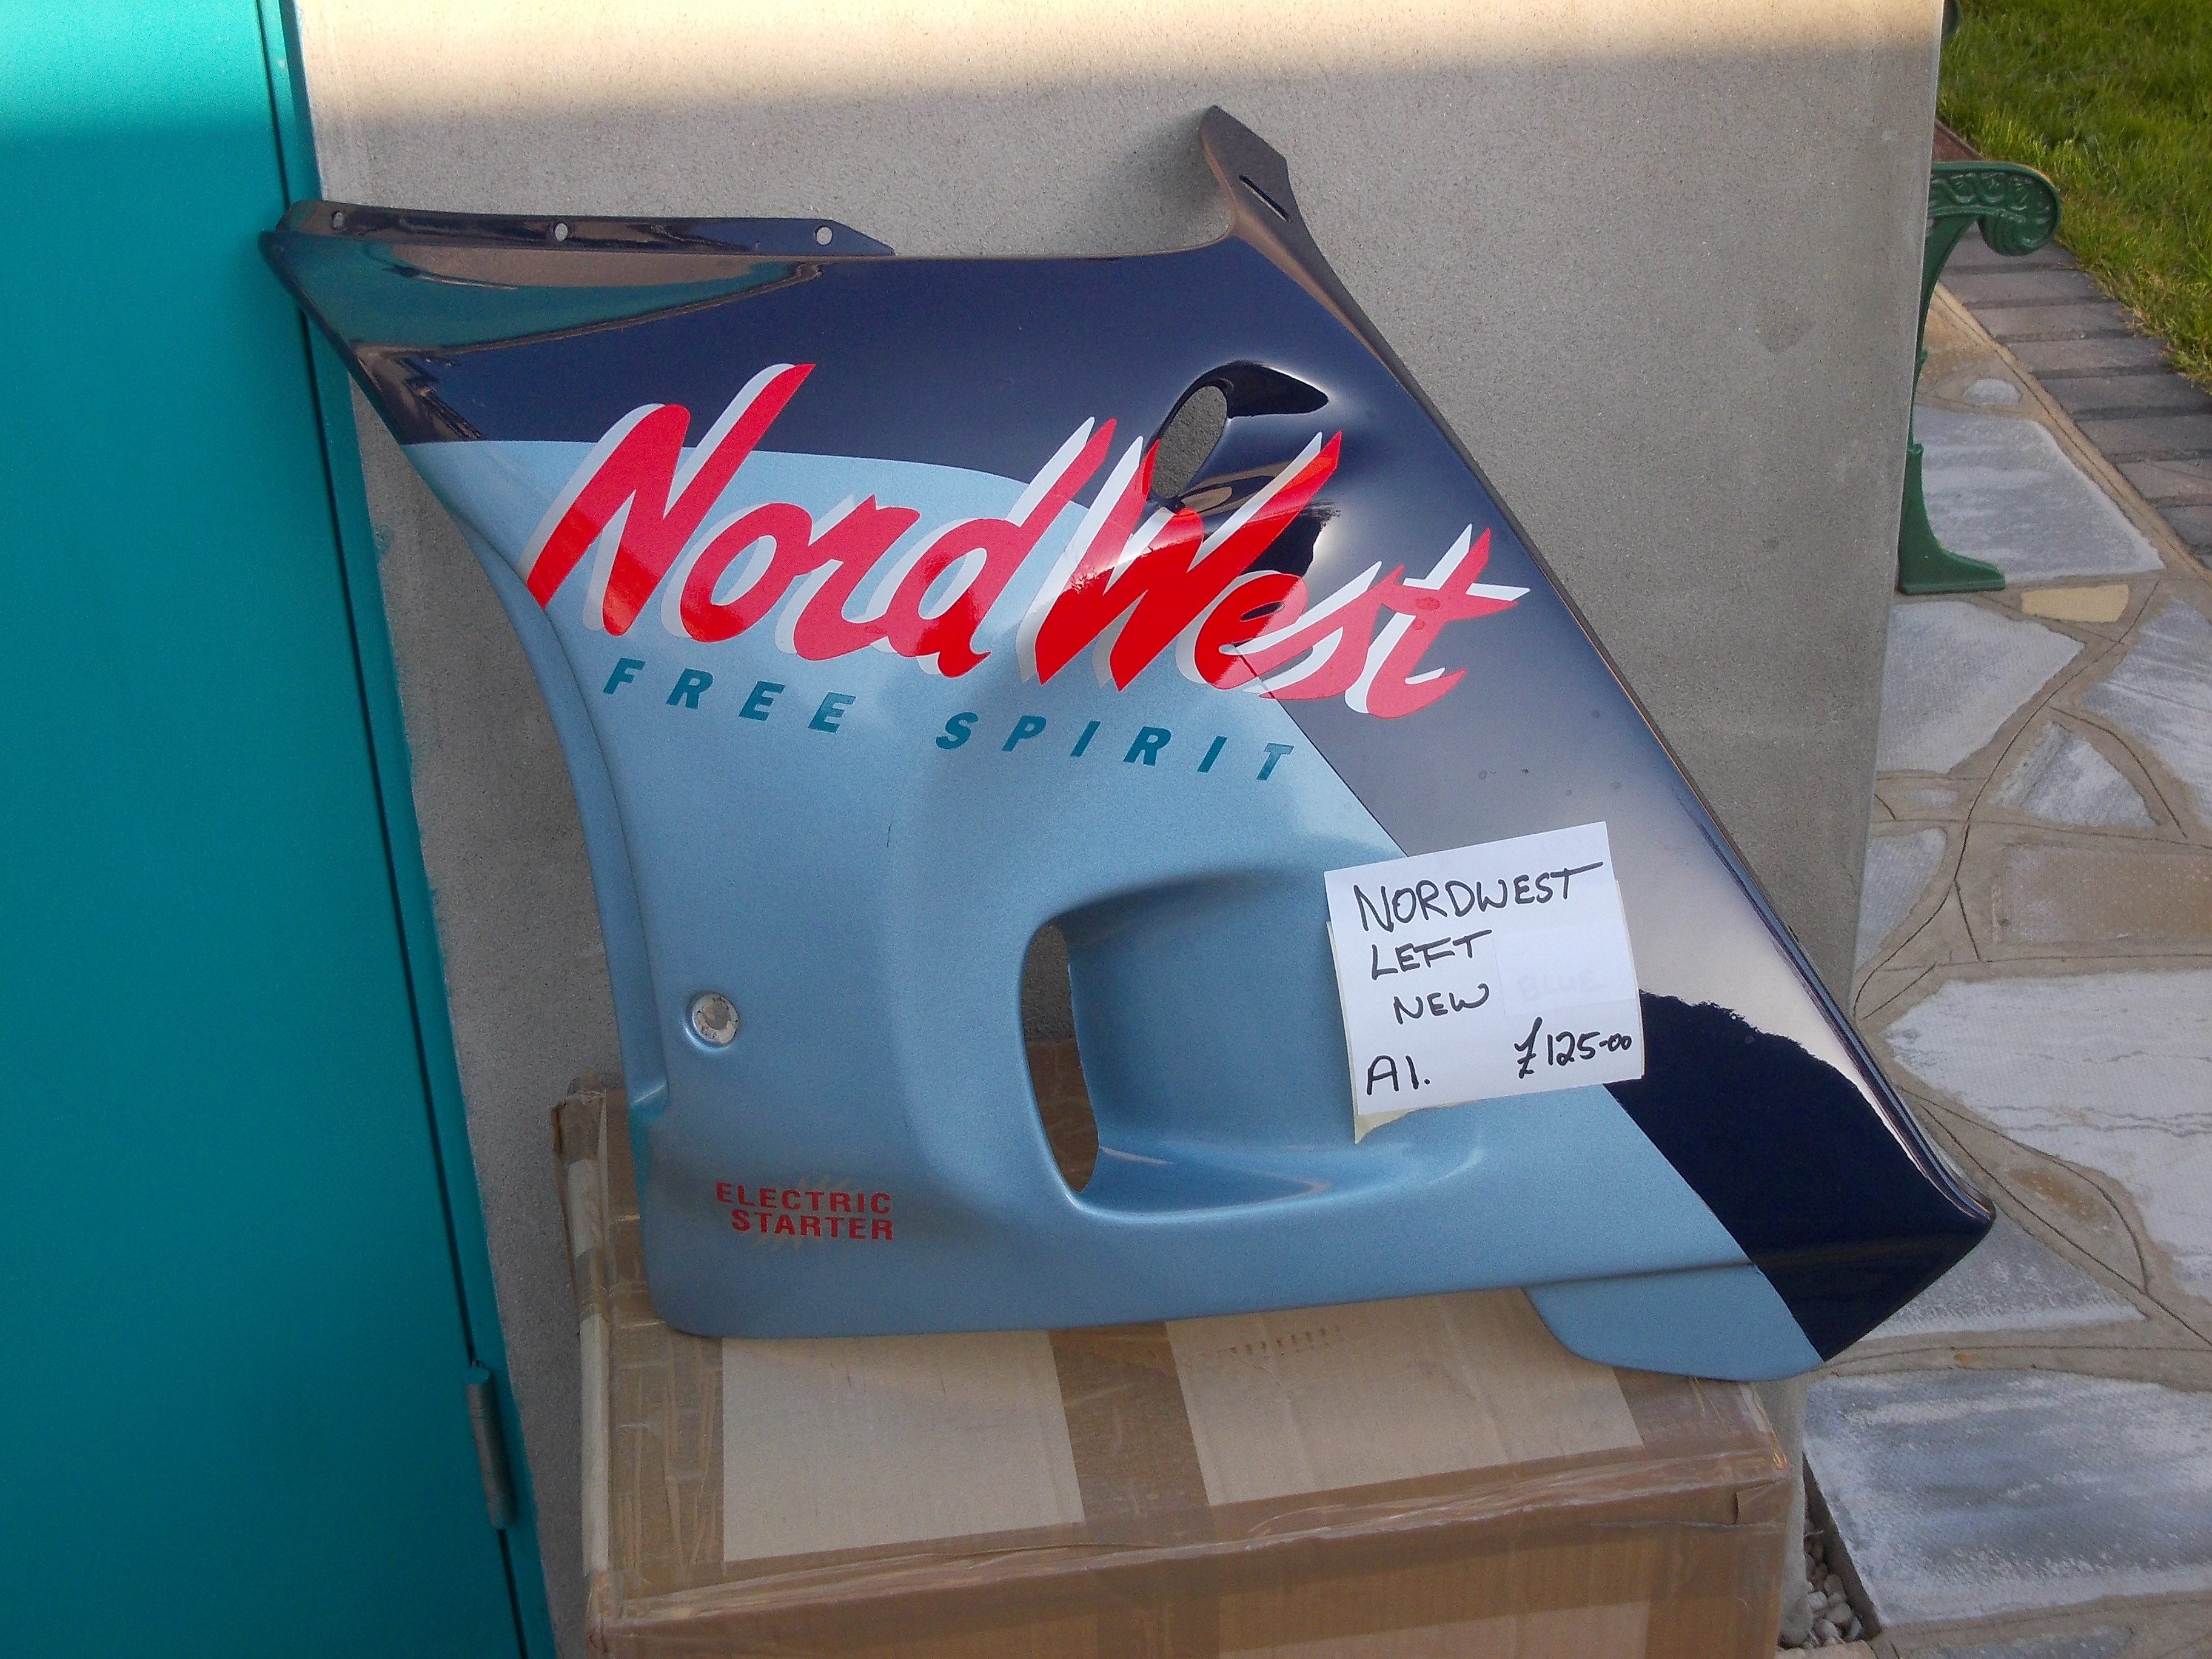 NordWest
FREE SPIRIT
NORDWEST
LEFT
NEW
A1. £125-00
ELECTRIC
STARTER